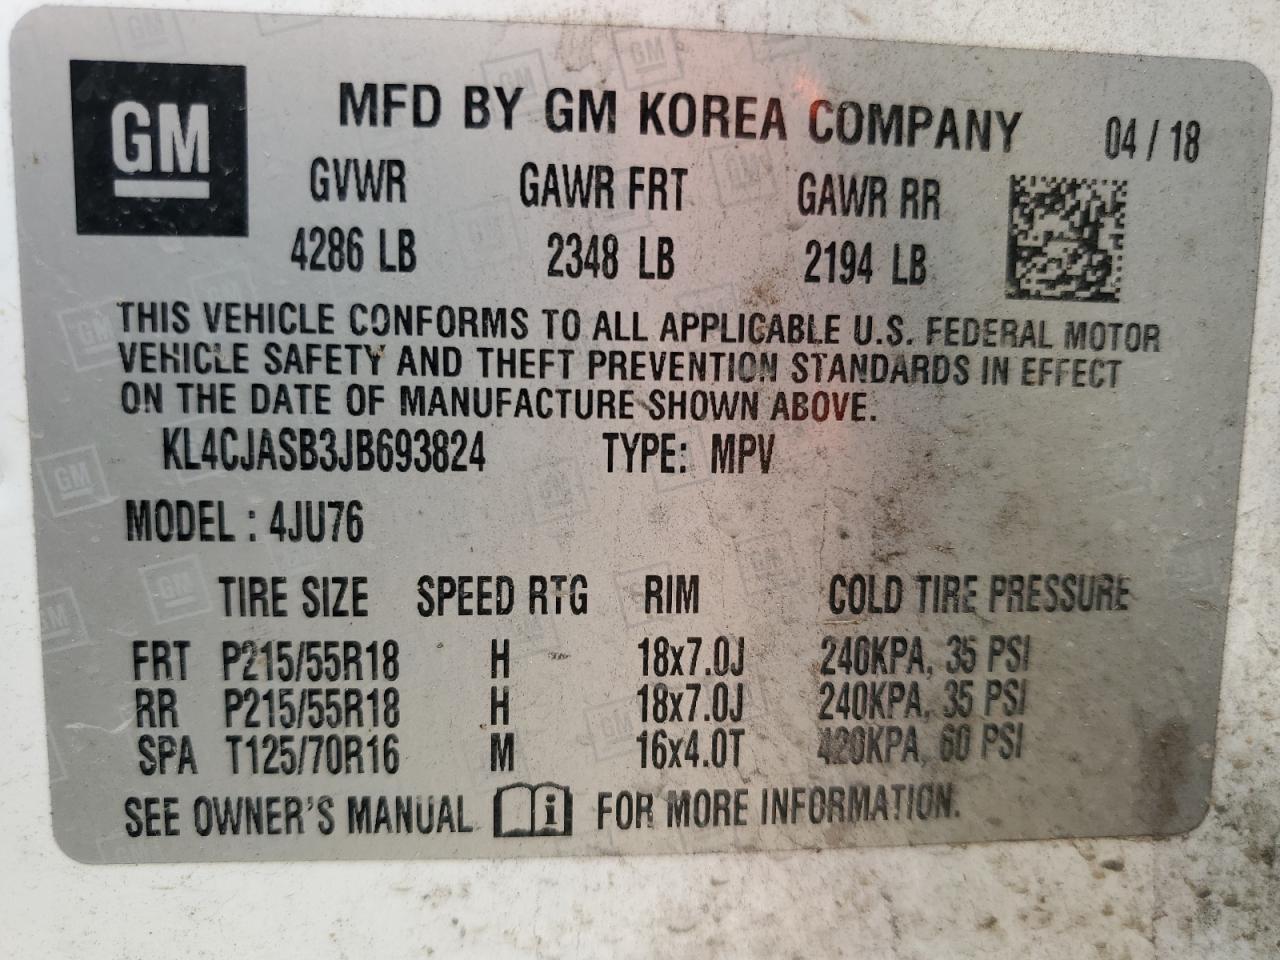 GM
MFD BY GM KOREA COMPANY 04 / 18
GVWR GAWR FRT GAWR RR
4286 LB 2348 LB 2194 LB
THIS VEHICLE CONFORMS TO ALL APPLICABLE U.S. FEDERAL MOTOR
VEHICLE SAFETY AND THEFT PREVENTION STANDARDS IN EFFECT
ON THE DATE OF MANUFACTURE SHOWN ABOVE.
KL4CJASB3JB693824 TYPE: MPV
MODEL : 4JU76
TIRE SIZE SPEED RTG RIM COLD TIRE PRESSURE
FRT P215/55R18 H 18x7.0J 240KPA, 35 PSI
RR P215/55R18 H 18x7.0J 240KPA, 35 PSI
SPA T125/70R16 M 16x4.0T 420KPA, 60 PSI
SEE OWNER'S MANUAL FOR MORE INFORMATION.